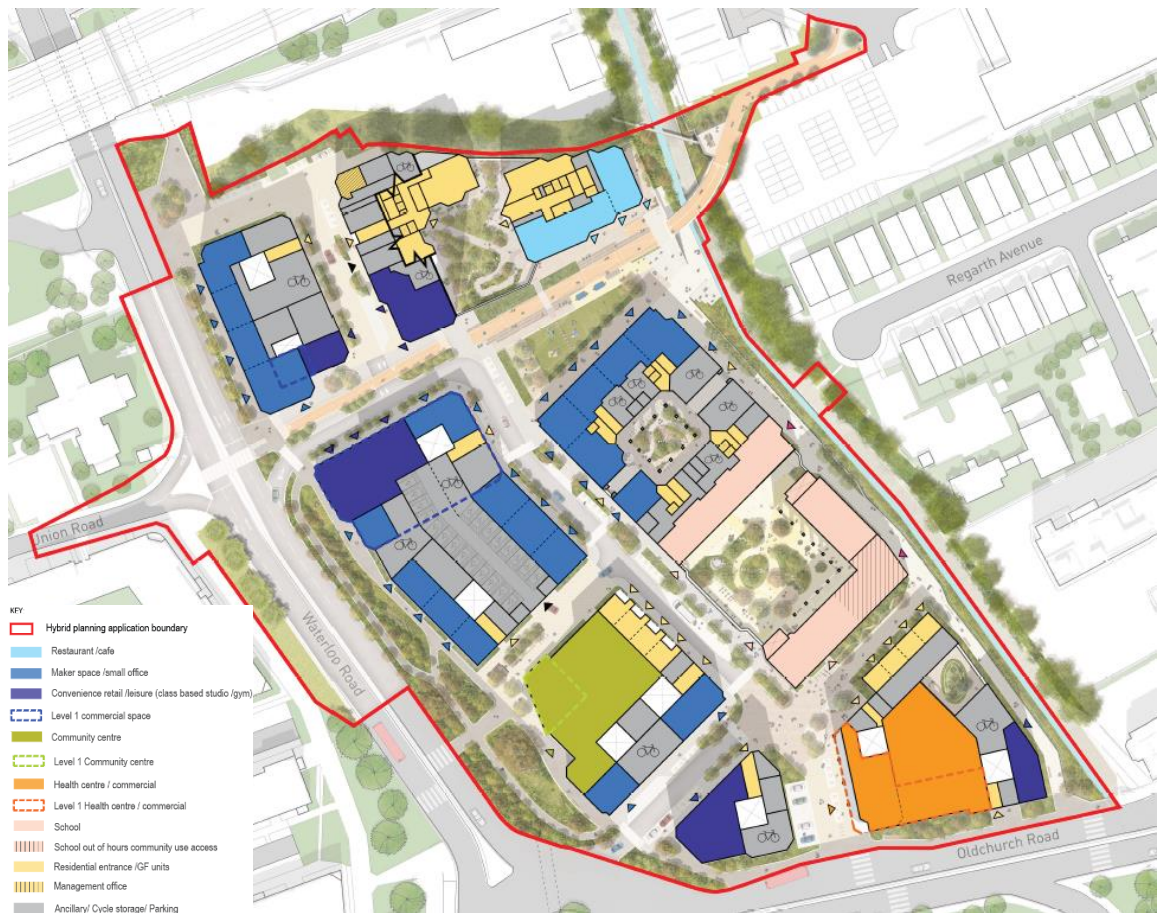 Regarth Avenue
Union Road
Waterloo Road
Oldchurch Road
KEY
Hybrid planning application boundary
Restaurant /cafe
Maker space /small office
Convenience retail /leisure (class based studio /gym)
Level 1 commercial space
Community centre
Level 1 Community centre
Health centre / commercial
Level 1 Health centre / commercial
School
School out of hours community use access
Residential entrance /GF units
Management office
Ancillary/ Cycle storage/ Parking